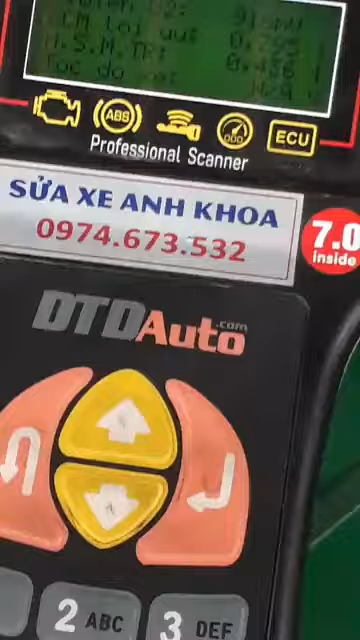 ABS
ECU
Professional Scanner
SỬA XE ANH KHOA
0974.673.532
7.0
inside
DTDAuto.com
2 ABC
3 DEF